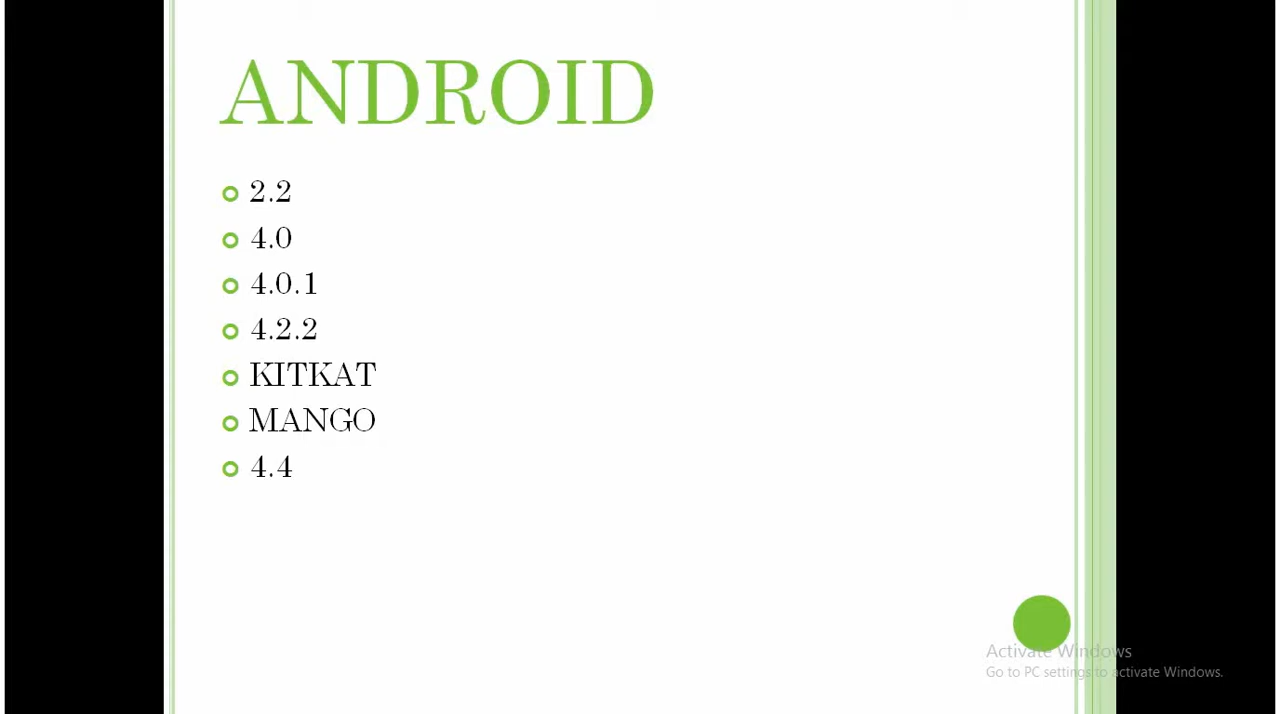 ANDROID
2.2
4.0
4.0.1
4.2.2
KITKAT
MANGO
4.4
Activate Windows
Go to PC settings to activate Windows.